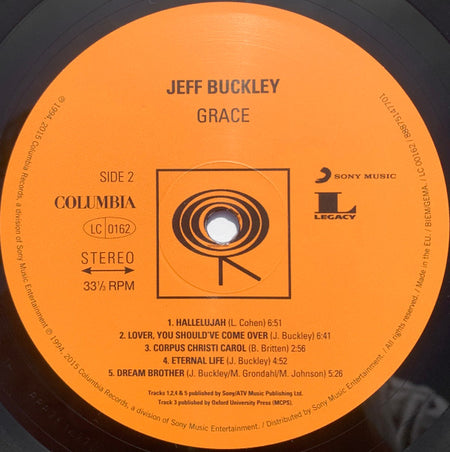 JEFF BUCKLEY
GRACE
SIDE 2
COLUMBIA
LC 0162
STEREO
33⅓ RPM
SONY MUSIC
L
LEGACY
1. HALLELUJAH (L. Cohen) 6:51
2. LOVER, YOU SHOULD'VE COME OVER (J. Buckley) 6:41
3. CORPUS CHRISTI CAROL (B. Britten) 2:56
4. ETERNAL LIFE (J. Buckley) 4:52
5. DREAM BROTHER (J. Buckley/M. Grondahl/M. Johnson) 5:26
Tracks 1,2,4 & 5 published by Sony/ATV Music Publishing Ltd.
Track 3 published by Oxford University Press (MCPS).
℗ 1994, 2015 Columbia Records, a division of Sony Music Entertainment / © 1994, 2015 Columbia Records, a division of Sony Music Entertainment. / Distributed by Sony Music Entertainment. / All rights reserved. / Made in the EU. / BIEM/GEMA. / LC 00162 / 88875147701